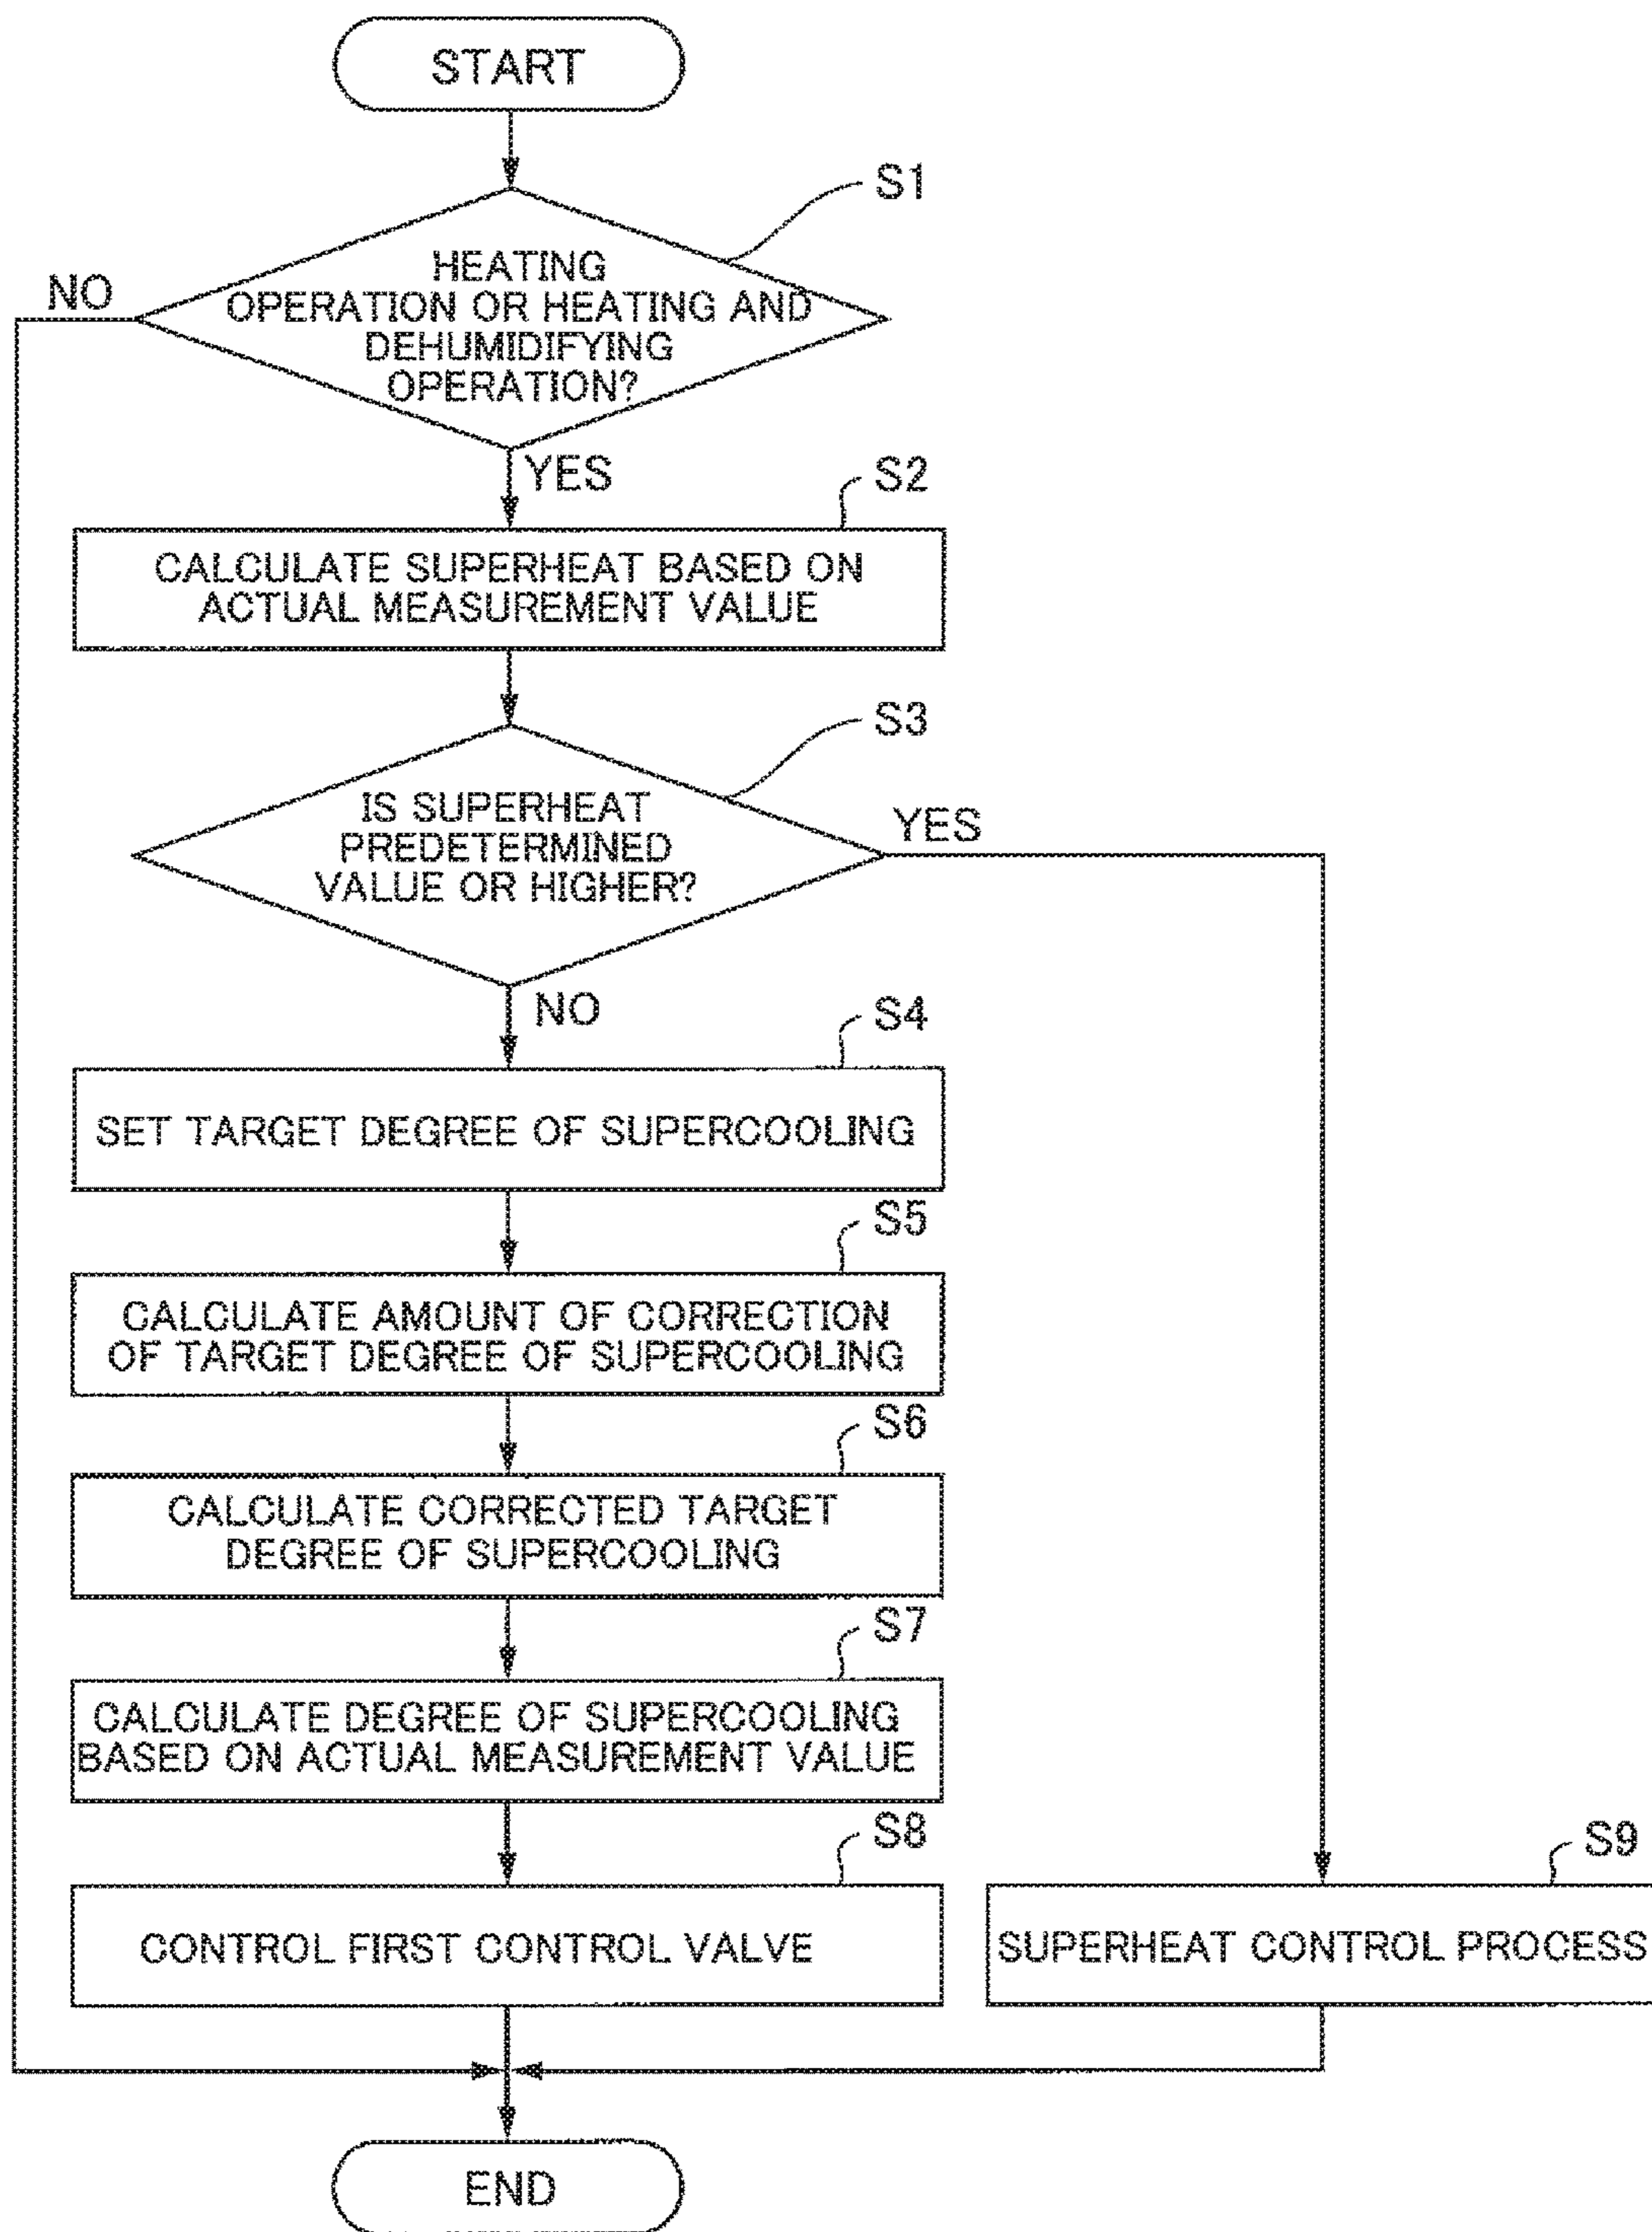 START
S1
HEATING
OPERATION OR HEATING AND
DEHUMIDIFYING
OPERATION?
NO
YES
S2
CALCULATE SUPERHEAT BASED ON
ACTUAL MEASUREMENT VALUE
S3
IS SUPERHEAT
PREDETERMINED
VALUE OR HIGHER?
YES
NO
S4
SET TARGET DEGREE OF SUPERCOOLING
S5
CALCULATE AMOUNT OF CORRECTION
OF TARGET DEGREE OF SUPERCOOLING
S6
CALCULATE CORRECTED TARGET
DEGREE OF SUPERCOOLING
S7
CALCULATE DEGREE OF SUPERCOOLING
BASED ON ACTUAL MEASUREMENT VALUE
S8
CONTROL FIRST CONTROL VALVE
S9
SUPERHEAT CONTROL PROCESS
END